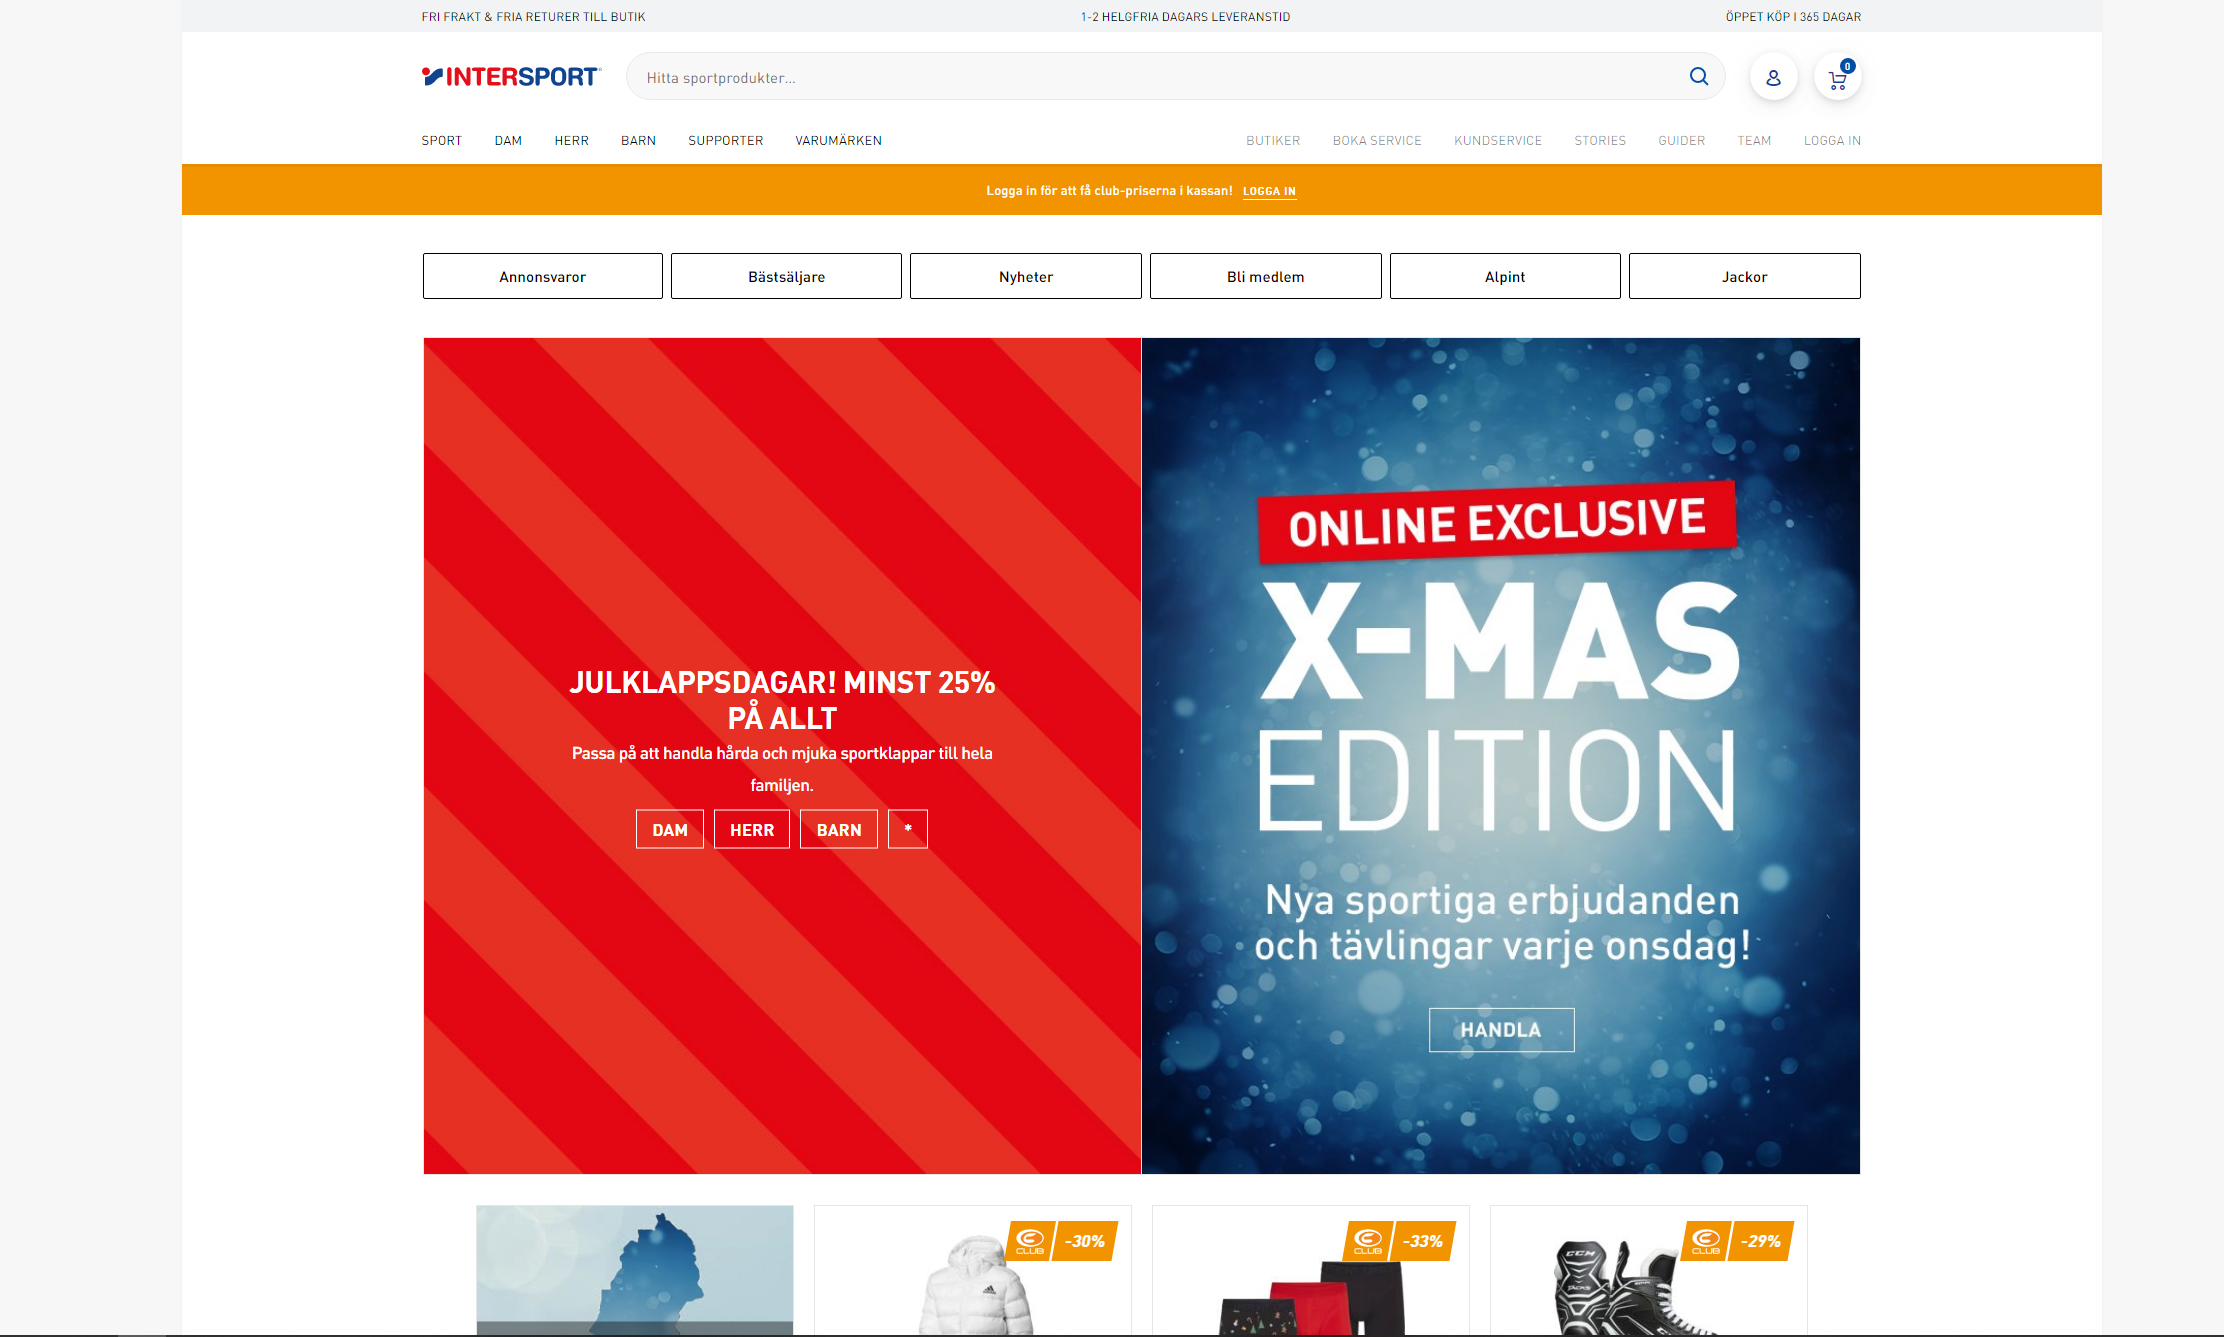 FRI FRAKT & FRIA RETURER TILL BUTIK
1-2 HELGFRIA DAGARS LEVERANSTID
ÖPPET KÖP I 365 DAGAR
INTERSPORT
Hitta sportprodukter...
0
SPORT DAM HERR BARN SUPPORTER VARUMÄRKEN
BUTIKER BOKA SERVICE KUNDSERVICE STORIES GUIDER TEAM LOGGA IN
Logga in för att få club-priserna i kassan! LOGGA IN
Annonsvaror
Bästsäljare
Nyheter
Bli medlem
Alpint
Jackor
JULKLAPPSDAGAR! MINST 25%
PÅ ALLT
Passa på att handla hårda och mjuka sportklappar till hela
familjen.
DAM HERR BARN *
ONLINE EXCLUSIVE
X-MAS
EDITION
Nya sportiga erbjudanden
och tävlingar varje onsdag!
HANDLA
CLUB -30%
adidas
CLUB -33%
CLUB -29%
CCM
TACKS
CCM